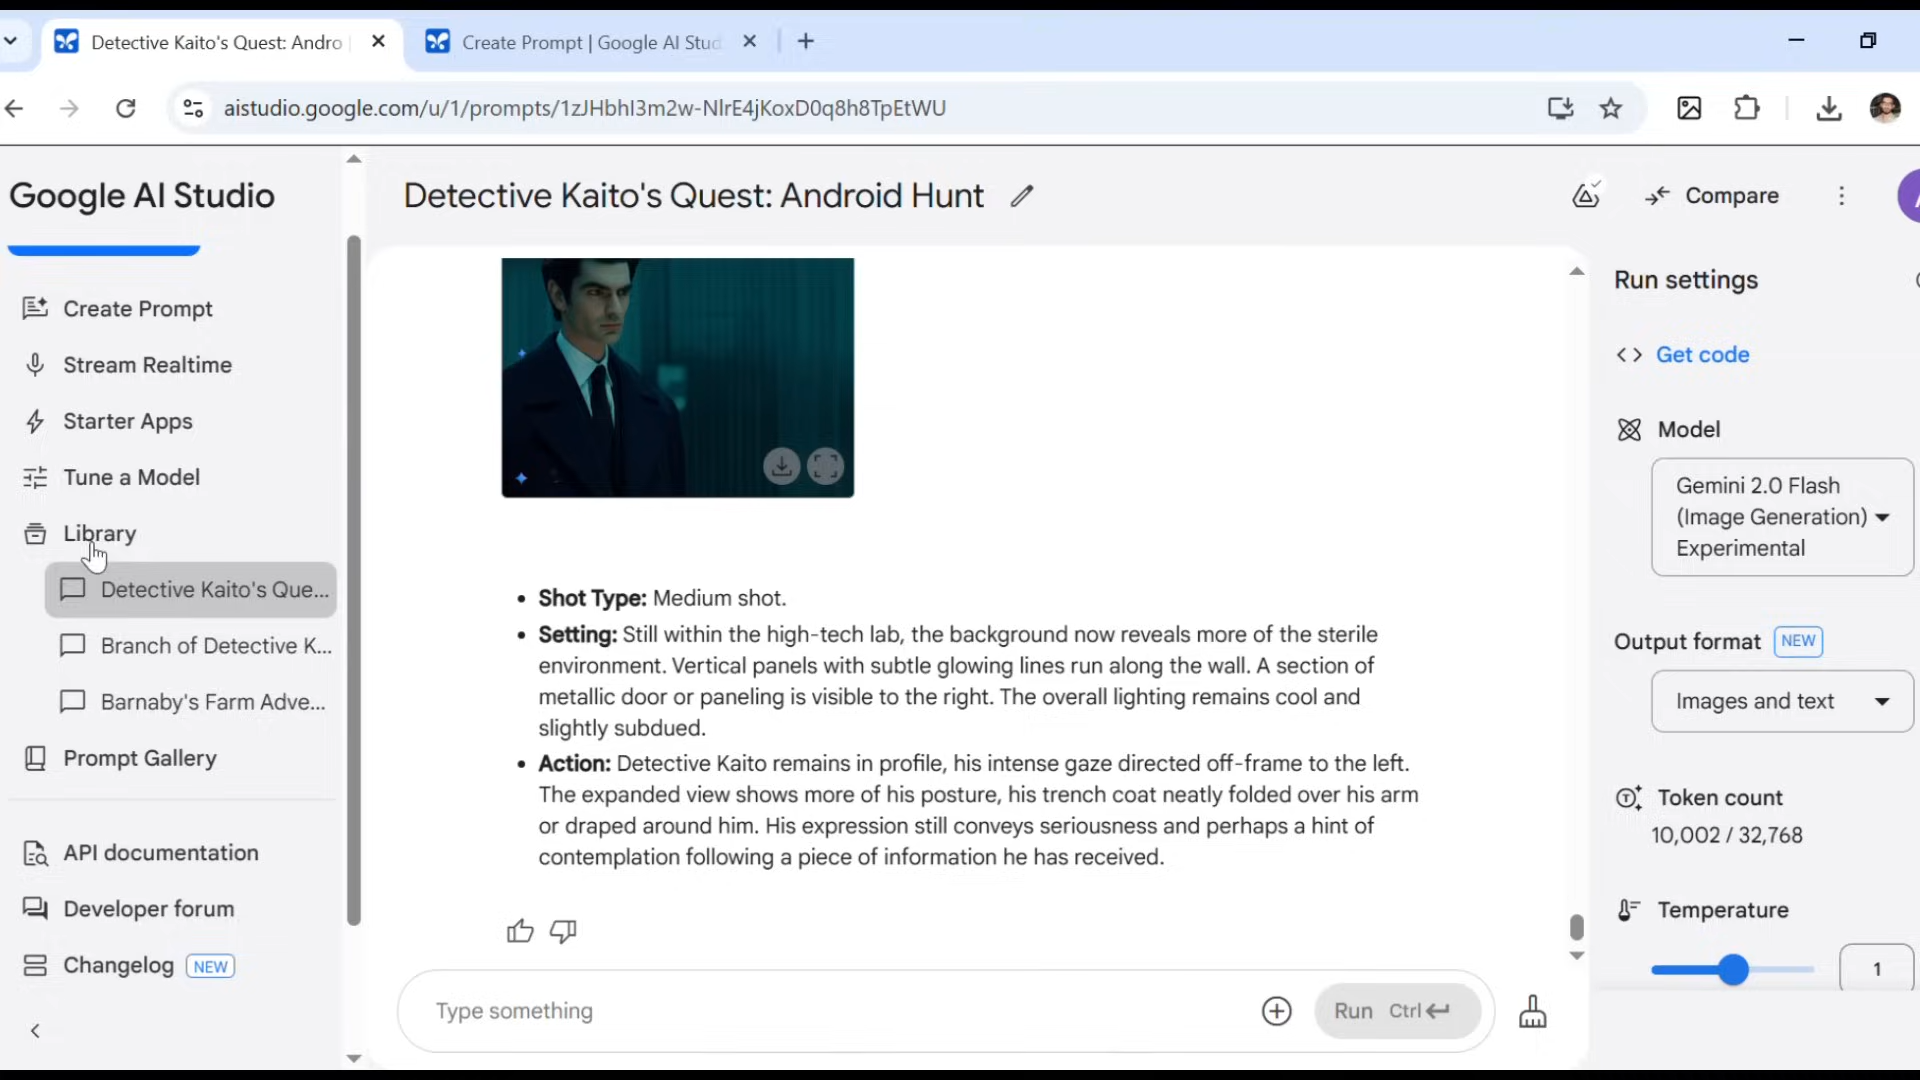 Detective Kaito's Quest: Andro
Create Prompt | Google AI Stud
aistudio.google.com/u/1/prompts/1zJHbhI3m2w-NlrE4jKoxD0q8h8TpEtWU
Google AI Studio
Create Prompt
Stream Realtime
Starter Apps
Tune a Model
Library
Detective Kaito's Que...
Branch of Detective K...
Barnaby's Farm Adve...
Prompt Gallery
API documentation
Developer forum
Changelog NEW
Detective Kaito's Quest: Android Hunt
Compare
• Shot Type: Medium shot.
• Setting: Still within the high-tech lab, the background now reveals more of the sterile
environment. Vertical panels with subtle glowing lines run along the wall. A section of
metallic door or paneling is visible to the right. The overall lighting remains cool and
slightly subdued.
• Action: Detective Kaito remains in profile, his intense gaze directed off-frame to the left.
The expanded view shows more of his posture, his trench coat neatly folded over his arm
or draped around him. His expression still conveys seriousness and perhaps a hint of
contemplation following a piece of information he has received.
Type something
Run Ctrl
Run settings
Get code
Model
Gemini 2.0 Flash
(Image Generation)
Experimental
Output format NEW
Images and text
Token count
10,002 / 32,768
Temperature
1